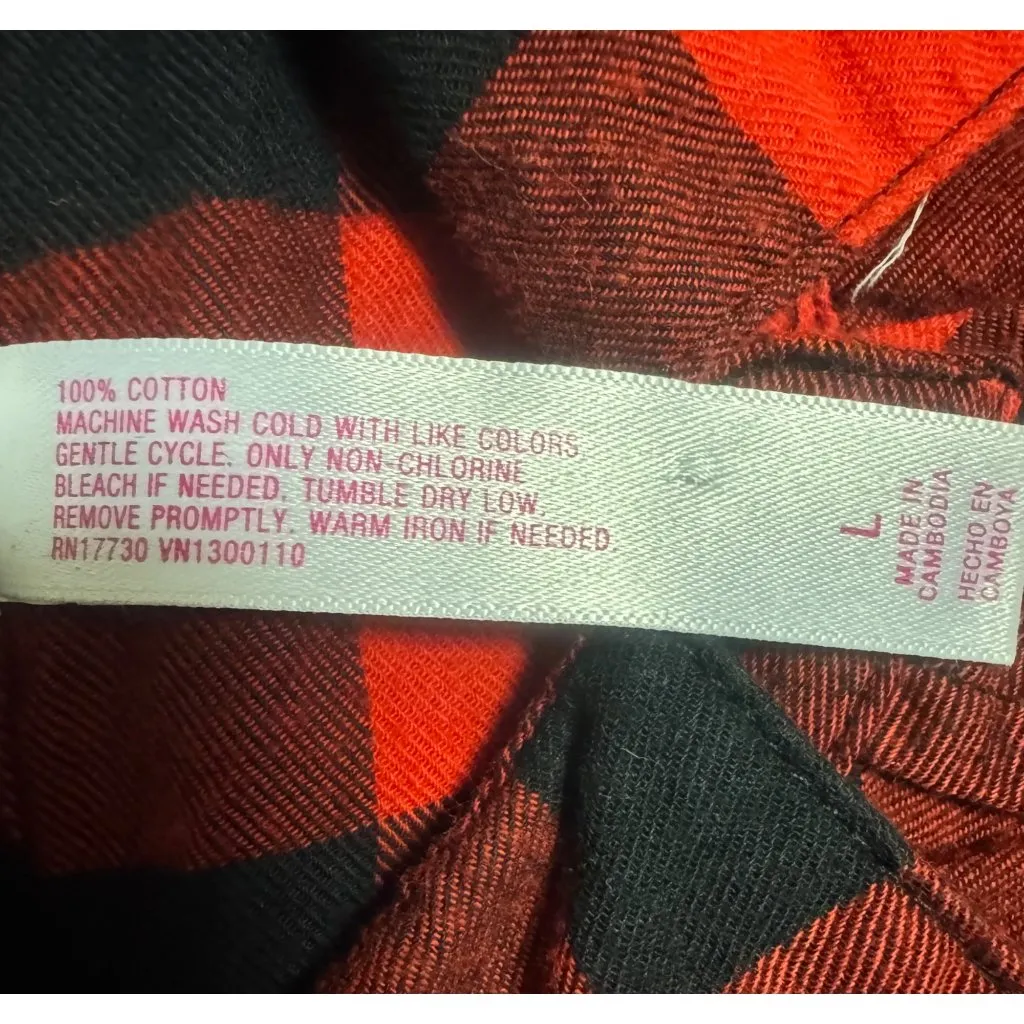 100% COTTON
MACHINE WASH COLD WITH LIKE COLORS.
GENTLE CYCLE. ONLY NON-CHLORINE
BLEACH IF NEEDED. TUMBLE DRY LOW.
REMOVE PROMPTLY. WARM IRON IF NEEDED.
RN17730 VN1300110
L
MADE IN
CAMBODIA
HECHO EN
CAMBOYA